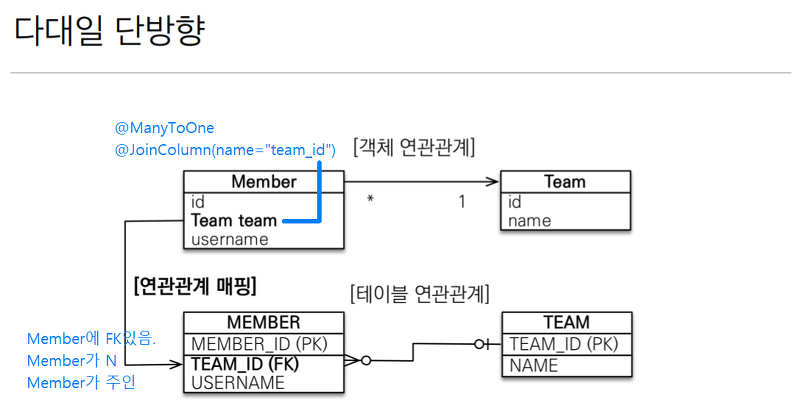 다대일 단방향
@ManyToOne
@JoinColumn(name="team_id")
[객체 연관관계]
Member
id
Team team
username
* 1
Team
id
name
[연관관계 매핑]
[테이블 연관관계]
Member에 FK있음.
Member가 N
Member가 주인
MEMBER
MEMBER_ID (PK)
TEAM_ID (FK)
USERNAME
TEAM
TEAM_ID (PK)
NAME